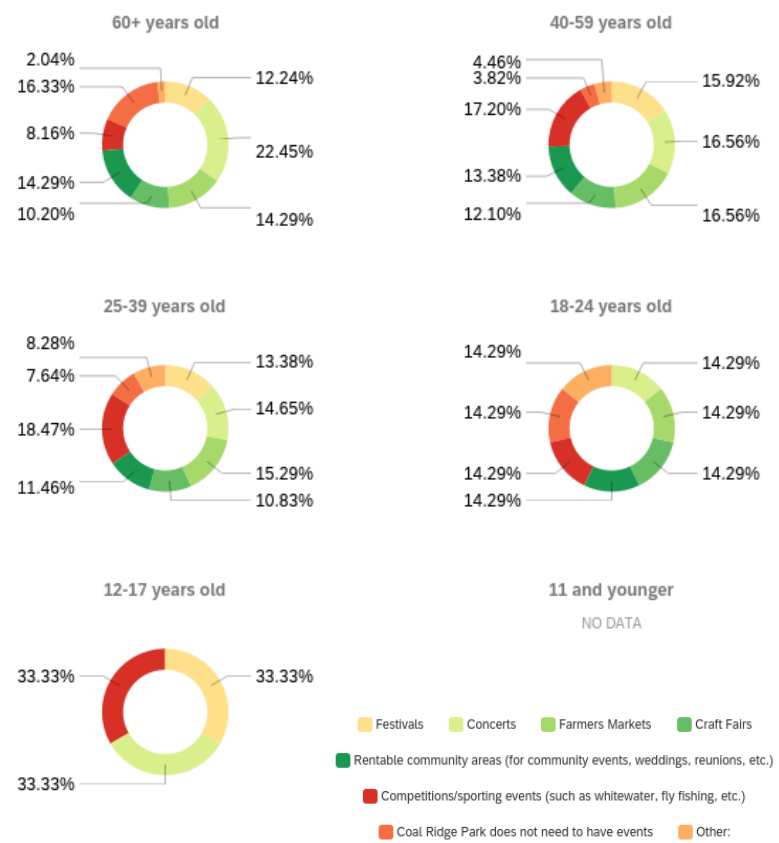 60+ years old
40-59 years old
2.04%
16.33%
8.16%
14.29%
10.20%
12.24%
22.45%
14.29%
4.46%
3.82%
17.20%
13.38%
12.10%
15.92%
16.56%
16.56%
25-39 years old
18-24 years old
8.28%
7.64%
18.47%
11.46%
13.38%
14.65%
15.29%
10.83%
14.29%
14.29%
14.29%
14.29%
14.29%
14.29%
14.29%
12-17 years old
11 and younger
NO DATA
33.33%
33.33%
33.33%
Festivals
Concerts
Farmers Markets
Craft Fairs
Rentable community areas (for community events, weddings, reunions, etc.)
Competitions/sporting events (such as whitewater, fly fishing, etc.)
Coal Ridge Park does not need to have events
Other: